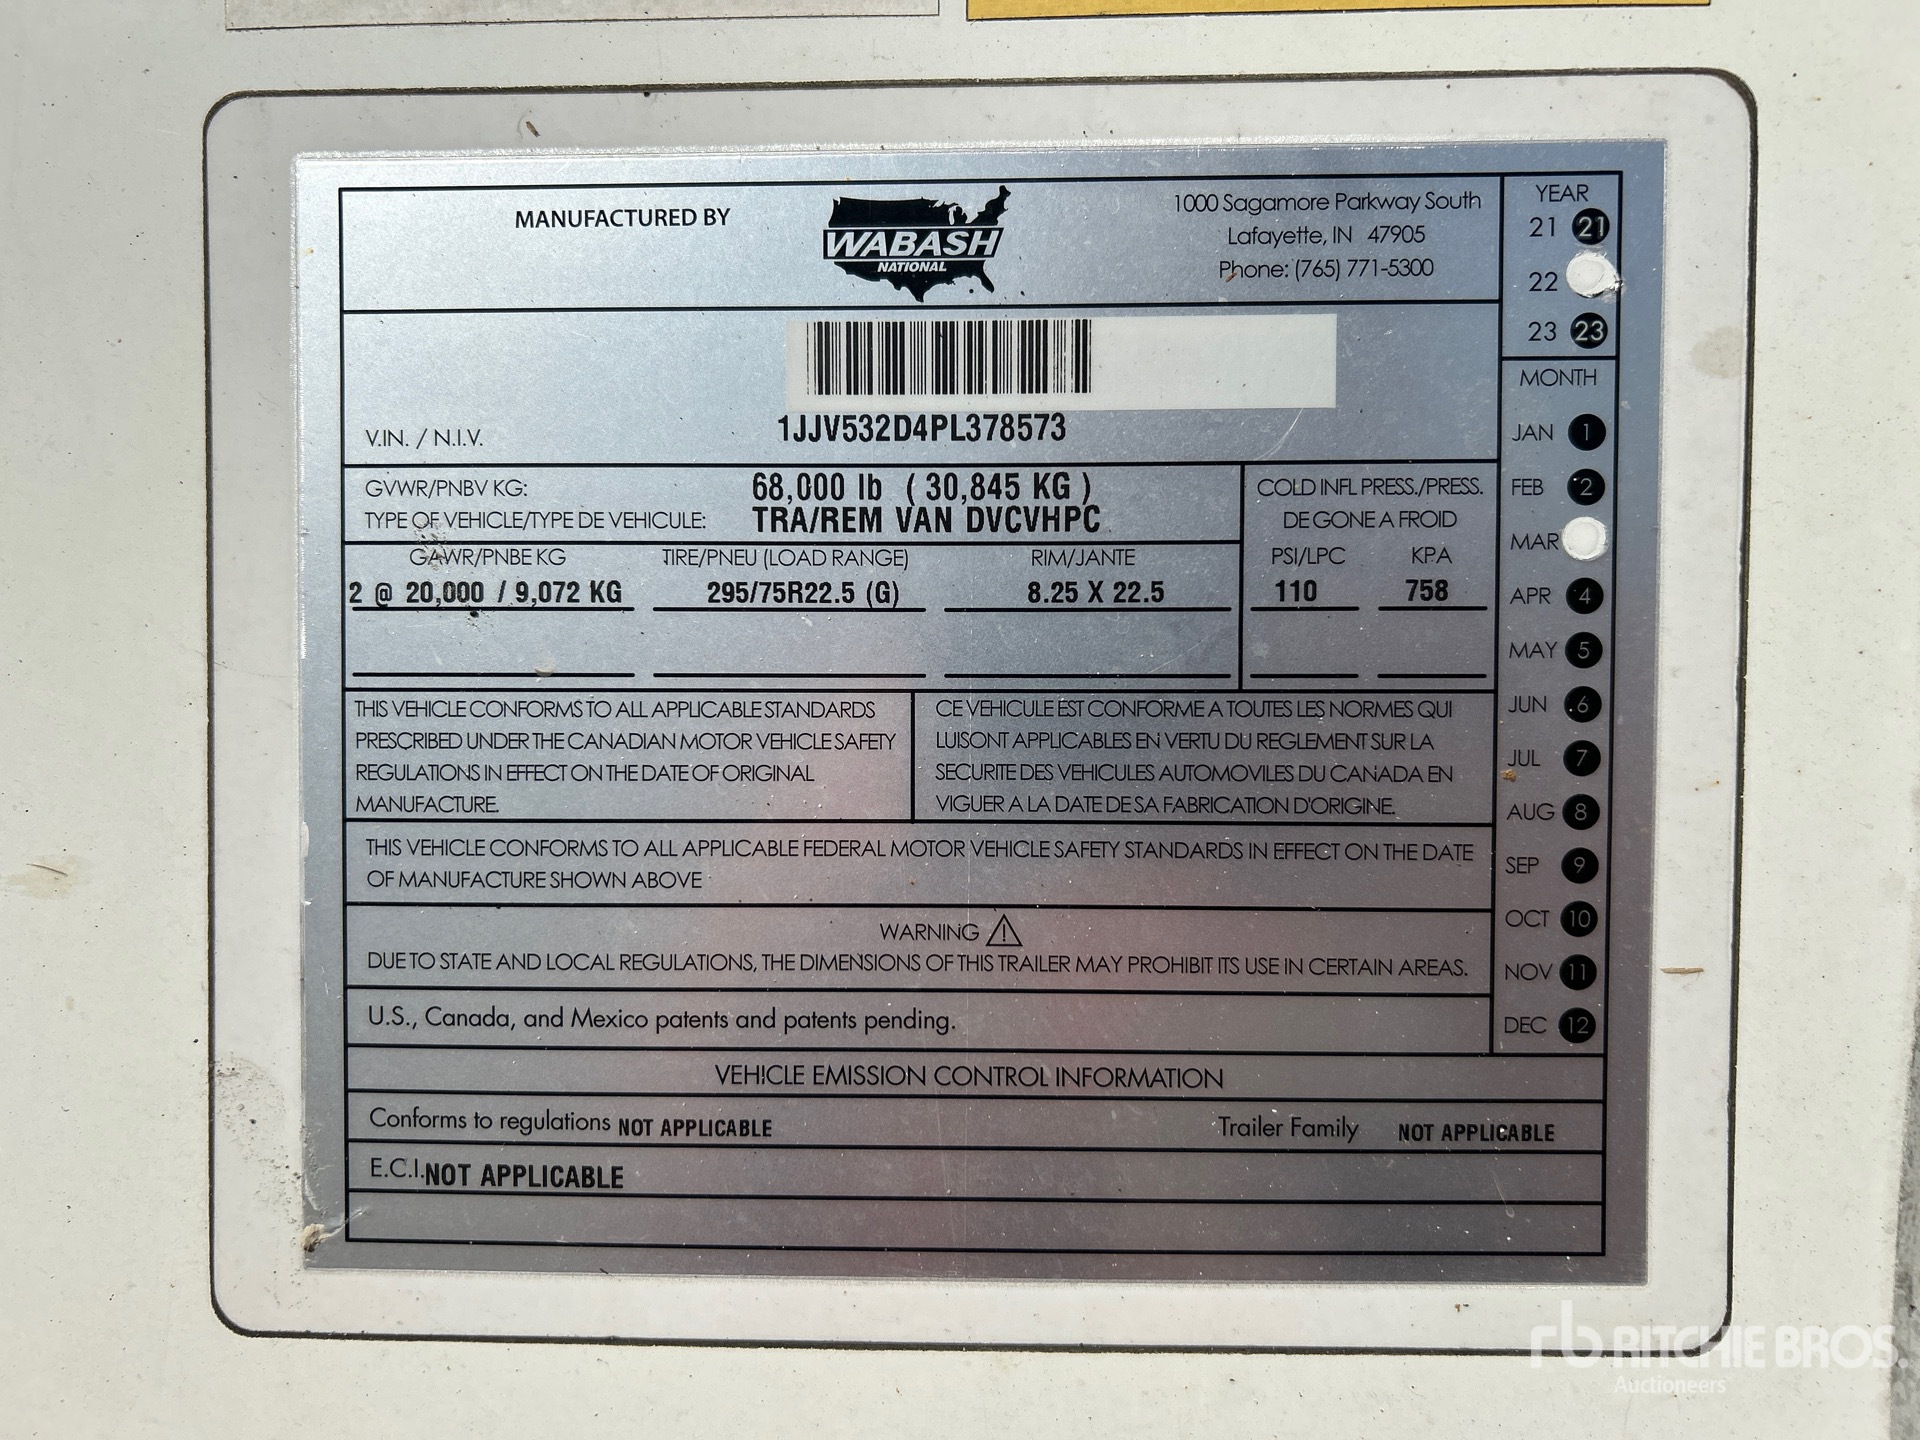 MANUFACTURED BY
WABASH
NATIONAL
1000 Sagamore Parkway South
Lafayette, IN 47905
Phone: (765) 771-5300
YEAR
21 21
22
23 23
V.IN. / N.I.V.
1JJV532D4PL378573
GVWR/PNBV KG: 68,000 lb ( 30,845 KG )
TYPE OF VEHICLE/TYPE DE VEHICULE: TRA/REM VAN DVCVHPC
COLD INFL PRESS./PRESS.
DE GONE A FROID
GAWR/PNBE KG TIRE/PNEU (LOAD RANGE) RIM/JANTE PSI/LPC KPA
2 @ 20,000 / 9,072 KG 295/75R22.5 (G) 8.25 X 22.5 110 758
MONTH
JAN 1
FEB 2
MAR
APR 4
MAY 5
JUN 6
JUL 7
AUG 8
SEP 9
OCT 10
NOV 11
DEC 12
THIS VEHICLE CONFORMS TO ALL APPLICABLE STANDARDS
PRESCRIBED UNDER THE CANADIAN MOTOR VEHICLE SAFETY
REGULATIONS IN EFFECT ON THE DATE OF ORIGINAL
MANUFACTURE.
CE VEHICULE EST CONFORME A TOUTES LES NORMES QUI
LUISONT APPLICABLES EN VERTU DU REGLEMENT SUR LA
SECURITE DES VEHICULES AUTOMOVILES DU CANADA EN
VIGUER A LA DATE DE SA FABRICATION D'ORIGINE.
THIS VEHICLE CONFORMS TO ALL APPLICABLE FEDERAL MOTOR VEHICLE SAFETY STANDARDS IN EFFECT ON THE DATE
OF MANUFACTURE SHOWN ABOVE
WARNING
DUE TO STATE AND LOCAL REGULATIONS, THE DIMENSIONS OF THIS TRAILER MAY PROHIBIT ITS USE IN CERTAIN AREAS.
U.S., Canada, and Mexico patents and patents pending.
VEHICLE EMISSION CONTROL INFORMATION
Conforms to regulations NOT APPLICABLE Trailer Family NOT APPLICABLE
E.C.I. NOT APPLICABLE
rb RITCHIE BROS.
Auctioneers